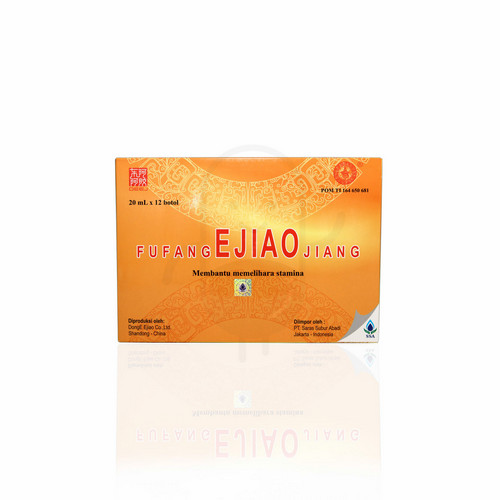 20 mL x 12 botol
POM TI 164 650 681
FUFANG EJIAO JIANG
Membantu memelihara stamina
Diproduksi oleh:
DongE Ejiao Co.,Ltd.
Shandong - China
Diimpor oleh :
PT. Saras Subur Abadi
Jakarta - Indonesia
SSA